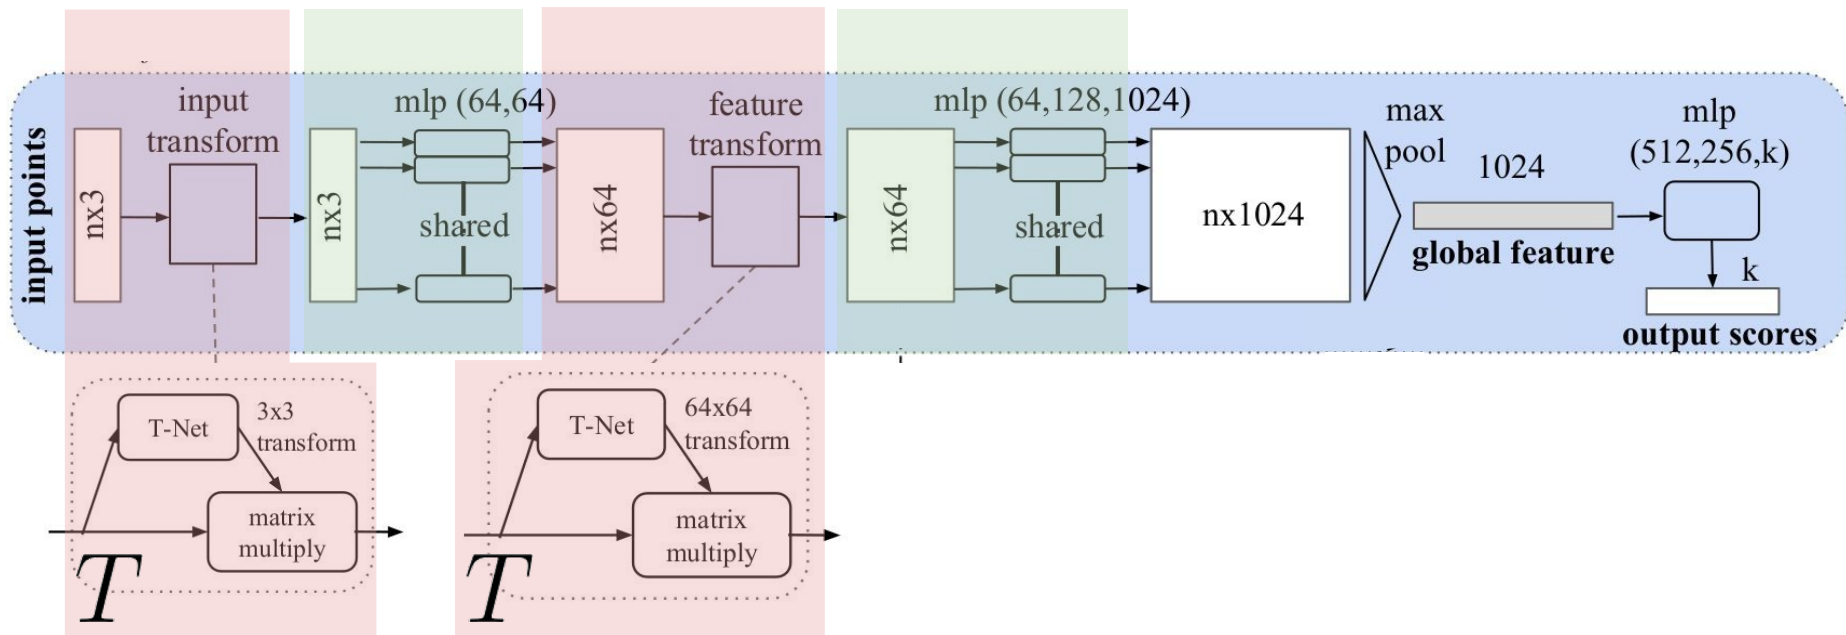 input points
nx3
input
transform
nx3
mlp (64,64)
shared
nx64
feature
transform
nx64
mlp (64,128,1024)
shared
nx1024
max
pool
1024
global feature
mlp
(512,256,k)
k
output scores
T-Net
3x3
transform
matrix
multiply
T
T-Net
64x64
transform
matrix
multiply
T